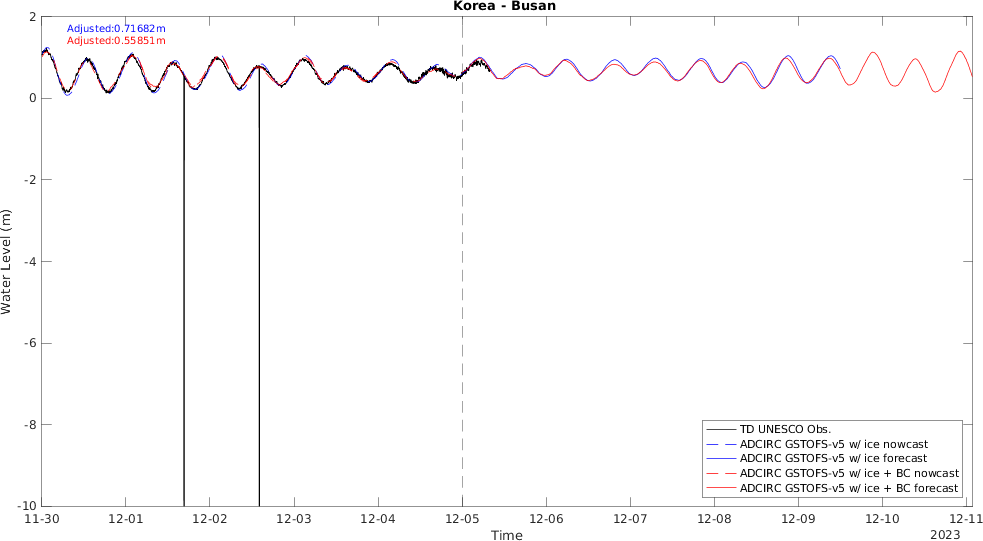 Korea - Busan
Adjusted:0.71682m
Adjusted:0.55851m
2
0
-2
-4
-6
-8
-10
Water Level (m)
TD UNESCO Obs.
ADCIRC GSTOFS-v5 w/ ice nowcast
ADCIRC GSTOFS-v5 w/ ice forecast
ADCIRC GSTOFS-v5 w/ ice + BC nowcast
ADCIRC GSTOFS-v5 w/ ice + BC forecast
11-30 12-01 12-02 12-03 12-04 12-05 12-06 12-07 12-08 12-09 12-10 12-11
Time
2023